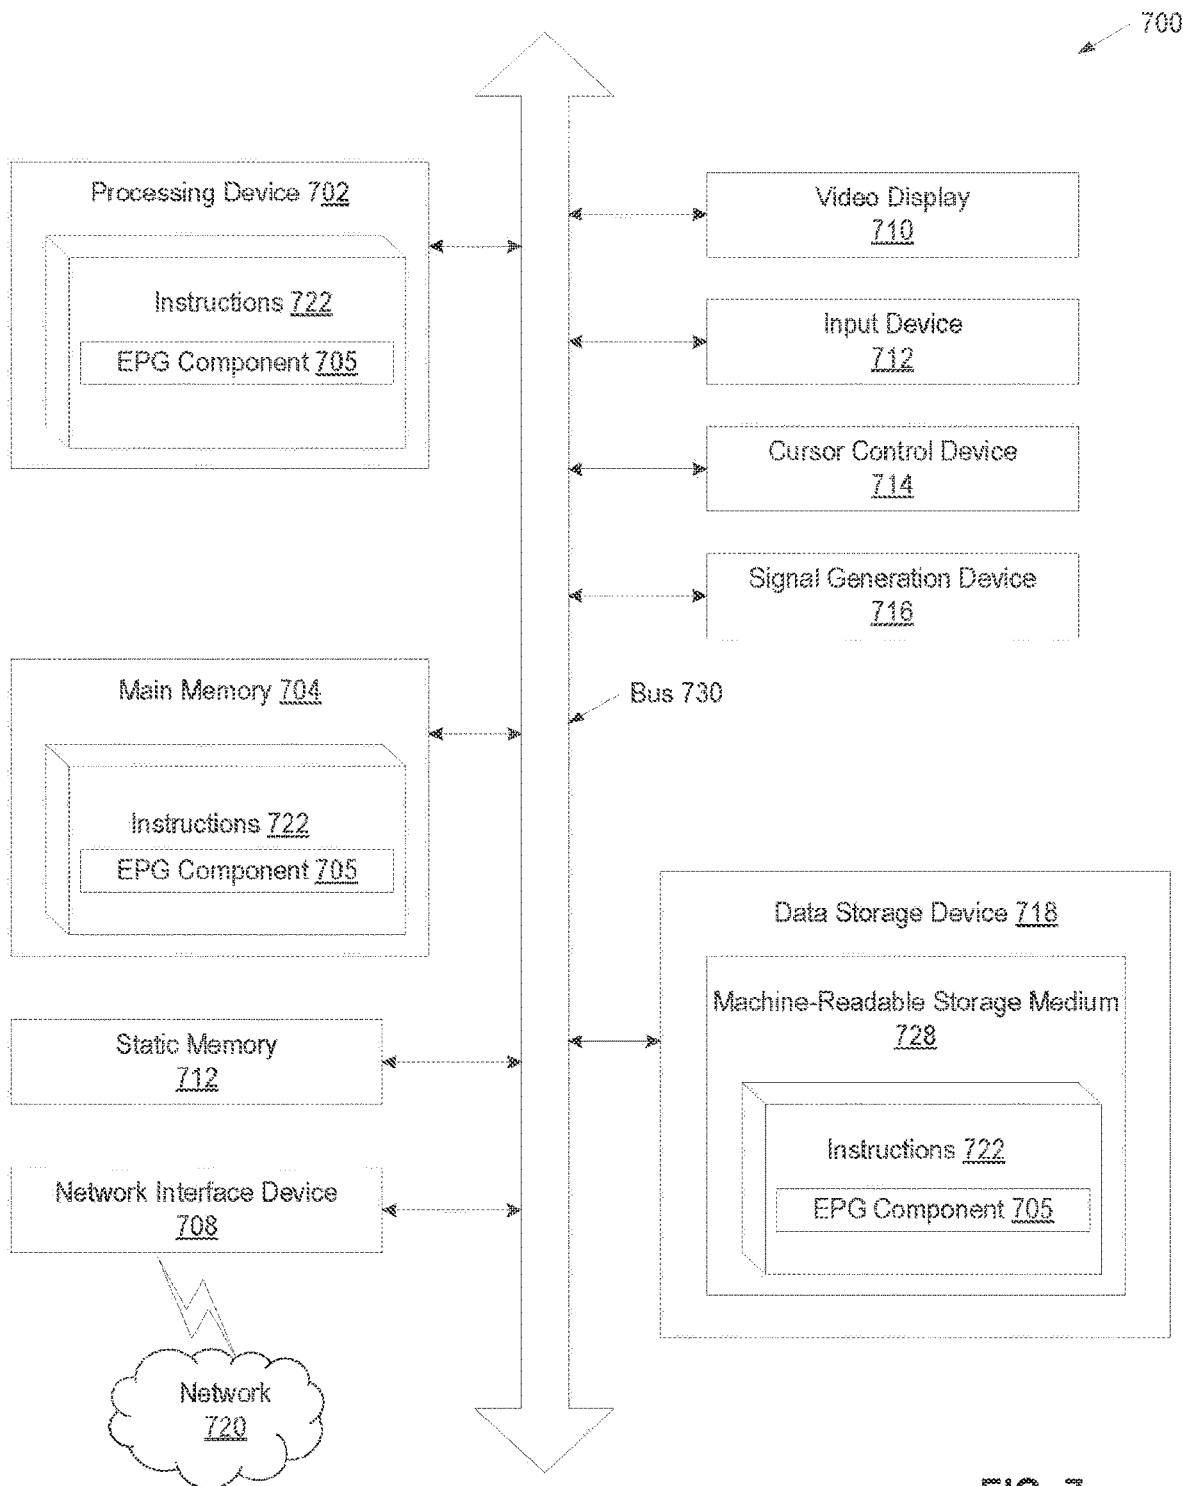 700
Processing Device 702
Instructions 722
EPG Component 705
Video Display
710
Input Device
712
Cursor Control Device
714
Signal Generation Device
716
Main Memory 704
Instructions 722
EPG Component 705
Bus 730
Data Storage Device 718
Machine-Readable Storage Medium
728
Instructions 722
EPG Component 705
Static Memory
712
Network Interface Device
708
Network
720
FIG. 7